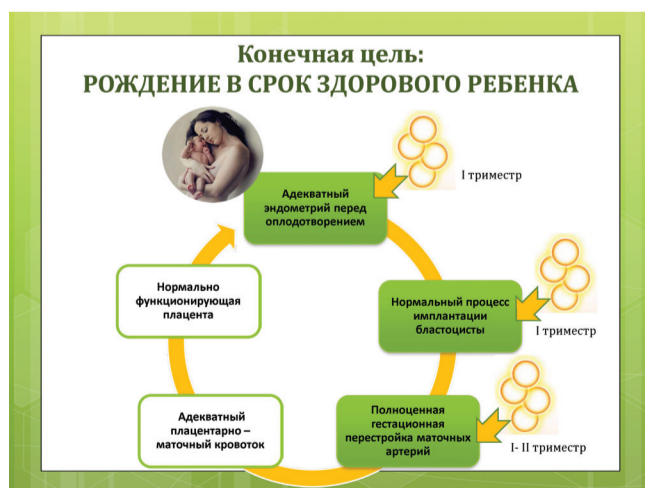 Конечная цель:
РОЖДЕНИЕ В СРОК ЗДОРОВОГО РЕБЕНКА
Адекватный
эндометрий перед
оплодотворением
I триместр
Нормальный процесс
имплантации
бластоцисты
I триместр
Полноценная
гестационная
перестройка маточных
артерий
I- II триместр
Адекватный
плацентарно –
маточный кровоток
Нормально
функционирующая
плацента